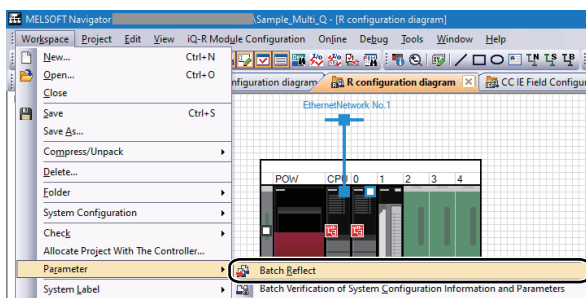 MELSOFT Navigator \Sample_Multi_Q - [R configuration diagram]
Workspace Project Edit View iQ-R Module Configuration Online Debug Tools Window Help
New... Ctrl+N
Open... Ctrl+O
Close
Save Ctrl+S
Save As...
Compress/Unpack
Delete...
Folder
System Configuration
Check
Allocate Project With The Controller...
Parameter
System Label
Batch Reflect
Batch Verification of System Configuration Information and Parameters
nfiguration diagram R configuration diagram CC IE Field Configur
EthernetNetwork No.1
POW CPU 0 1 2 3 4